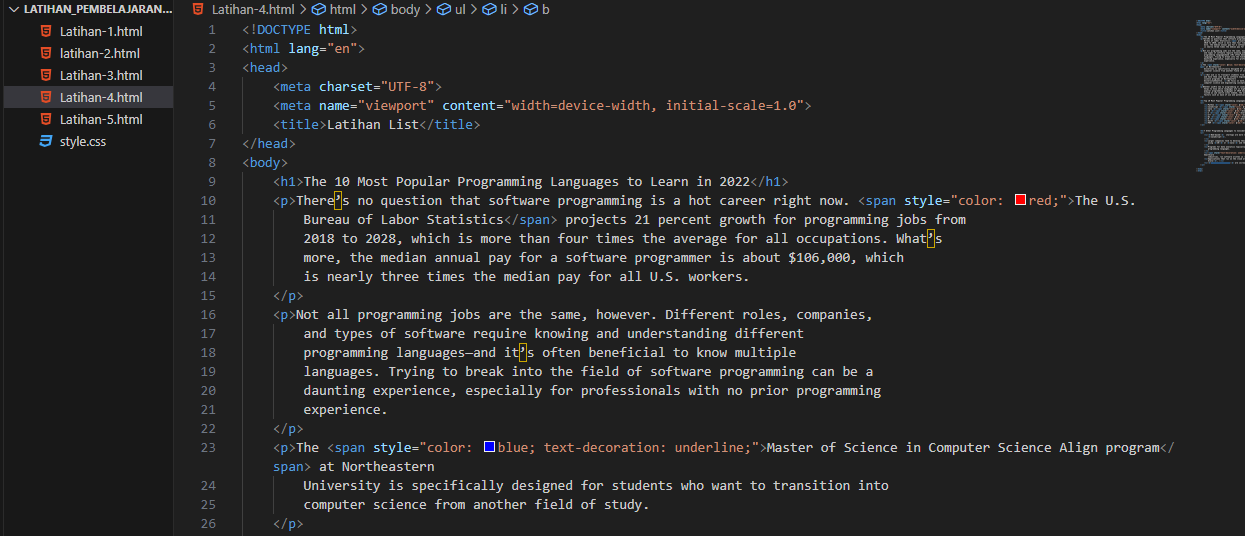 LATIHAN_PEMBELAJARAN...
Latihan-1.html
latihan-2.html
Latihan-3.html
Latihan-4.html
Latihan-5.html
style.css
Latihan-4.html > html > body > ul > li > b
1 <!DOCTYPE html>
2 <html lang="en">
3 <head>
4 <meta charset="UTF-8">
5 <meta name="viewport" content="width=device-width, initial-scale=1.0">
6 <title>Latihan List</title>
7 </head>
8 <body>
9 <h1>The 10 Most Popular Programming Languages to Learn in 2022</h1>
10 <p>There’s no question that software programming is a hot career right now. <span style="color: red;">The U.S.
11 Bureau of Labor Statistics</span> projects 21 percent growth for programming jobs from
12 2018 to 2028, which is more than four times the average for all occupations. What’s
13 more, the median annual pay for a software programmer is about $106,000, which
14 is nearly three times the median pay for all U.S. workers.
15 </p>
16 <p>Not all programming jobs are the same, however. Different roles, companies,
17 and types of software require knowing and understanding different
18 programming languages—and it’s often beneficial to know multiple
19 languages. Trying to break into the field of software programming can be a
20 daunting experience, especially for professionals with no prior programming
21 experience.
22 </p>
23 <p>The <span style="color: blue; text-decoration: underline;">Master of Science in Computer Science Align program</
span> at Northeastern
24 University is specifically designed for students who want to transition into
25 computer science from another field of study.
26 </p>